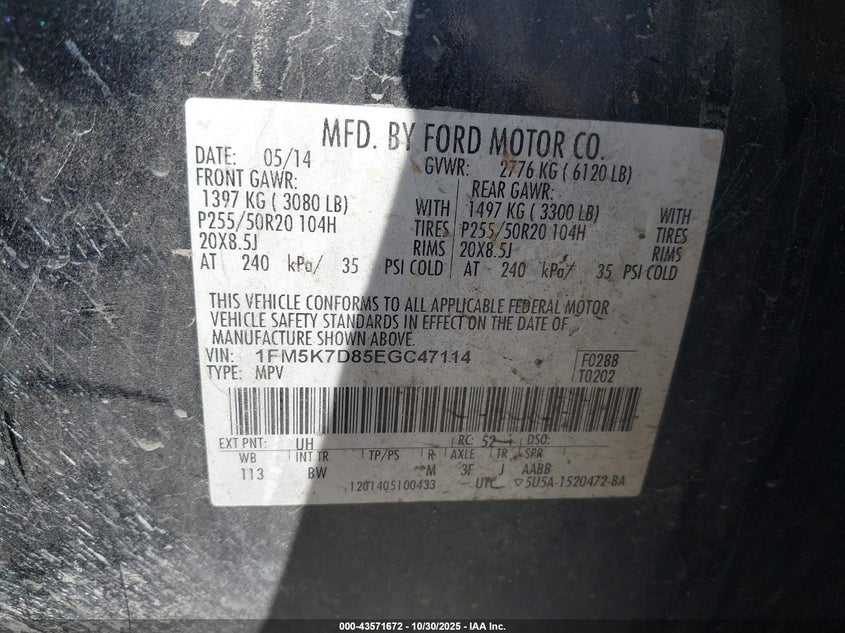 MFD. BY FORD MOTOR CO.
DATE: 05/14 GVWR: 2776 KG ( 6120 LB)
FRONT GAWR: REAR GAWR:
1397 KG ( 3080 LB) WITH 1497 KG ( 3300 LB) WITH
P255/50R20 104H TIRES P255/50R20 104H TIRES
20X8.5J RIMS 20X8.5J RIMS
AT 240 kPa/ 35 PSI COLD AT 240 kPa/ 35 PSI COLD
THIS VEHICLE CONFORMS TO ALL APPLICABLE FEDERAL MOTOR
VEHICLE SAFETY STANDARDS IN EFFECT ON THE DATE OF
MANUFACTURE SHOWN ABOVE.
VIN: 1FM5K7D85EGC47114 F0288
TYPE: MPV T0202
EXT PNT: UH RC: 52 DSO:
WB INT TR TP/PS R AXLE TR SPR
113 BW M 3F J AABB
1201405100433 UTC ▽5U5A-1520472-BA
000-43571672 - 10/30/2025 - IAA Inc.